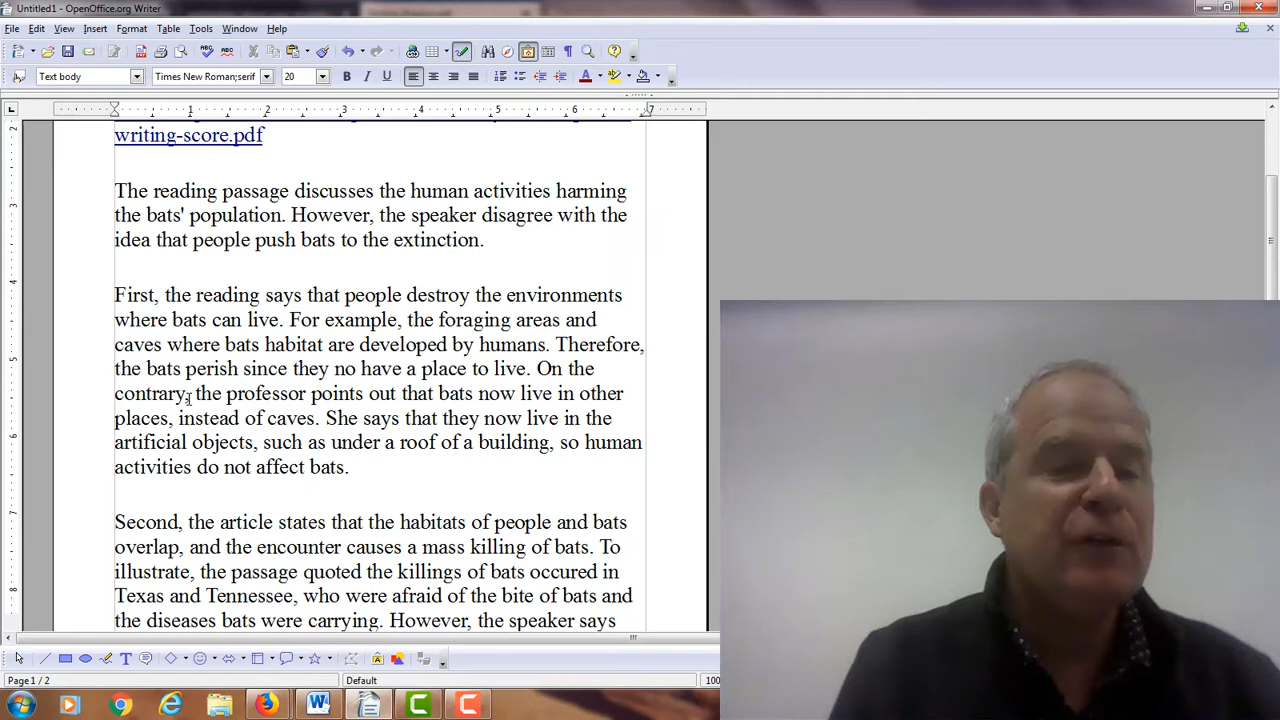 Untitled1 - OpenOffice.org Writer
File Edit View Insert Format Table Tools Window Help
Text body Times New Roman;serif 20
1 2 3 4 5 6 7
writing-score.pdf
The reading passage discusses the human activities harming
the bats' population. However, the speaker disagree with the
idea that people push bats to the extinction.
First, the reading says that people destroy the environments
where bats can live. For example, the foraging areas and
caves where bats habitat are developed by humans. Therefore,
the bats perish since they no have a place to live. On the
contrary, the professor points out that bats now live in other
places, instead of caves. She says that they now live in the
artificial objects, such as under a roof of a building, so human
activities do not affect bats.
Second, the article states that the habitats of people and bats
overlap, and the encounter causes a mass killing of bats. To
illustrate, the passage quoted the killings of bats occured in
Texas and Tennessee, who were afraid of the bite of bats and
the diseases bats were carrying. However, the speaker says
Page 1 / 2 Default 100